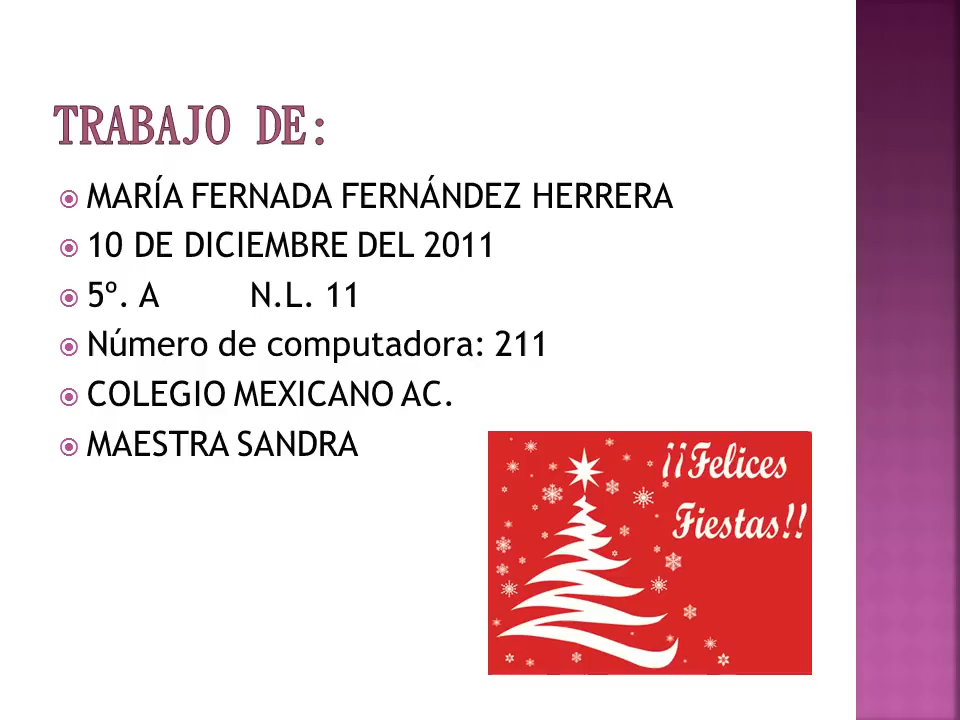 TRABAJO DE:
MARÍA FERNADA FERNÁNDEZ HERRERA
10 DE DICIEMBRE DEL 2011
5º. A N.L. 11
Número de computadora: 211
COLEGIO MEXICANO AC.
MAESTRA SANDRA
¡¡Felices
Fiestas!!